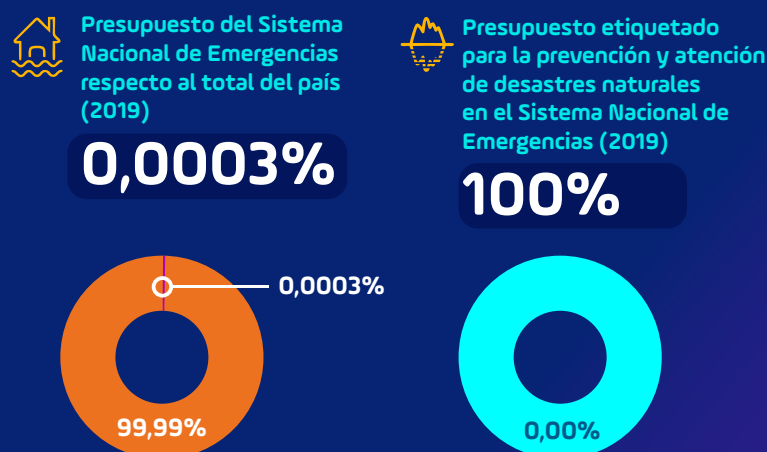 Presupuesto del Sistema
Nacional de Emergencias
respecto al total del país
(2019)
0,0003%
Presupuesto etiquetado
para la prevención y atención
de desastres naturales
en el Sistema Nacional de
Emergencias (2019)
100%
0,0003%
99,99%
0,00%